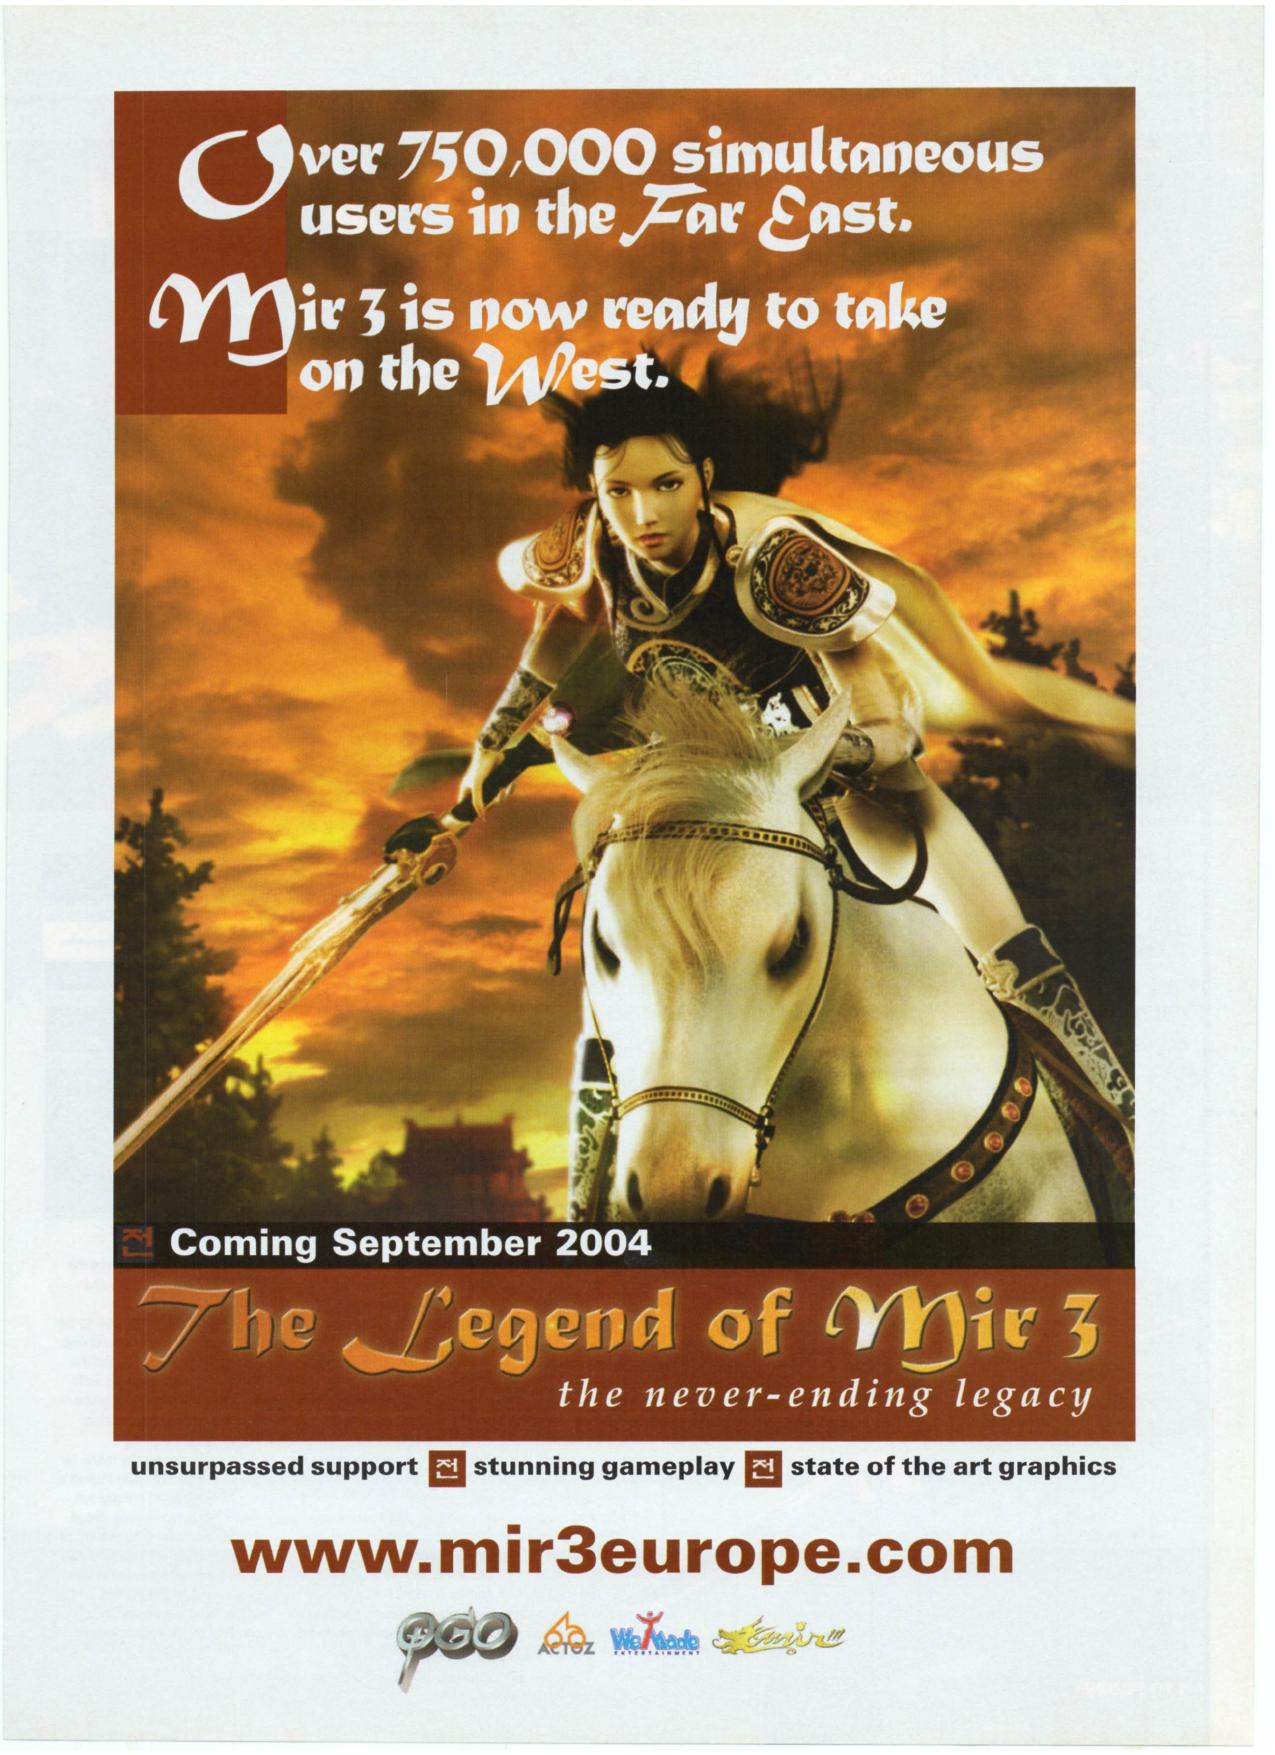 Over 750,000 simultaneous
users in the Far East.
Mir 3 is now ready to take
on the West.
전 Coming September 2004
The Legend of Mir 3
the never-ending legacy
unsurpassed support 전 stunning gameplay 전 state of the art graphics
www.mir3europe.com
GO ACTOZ WeMade ENTERTAINMENT mir III